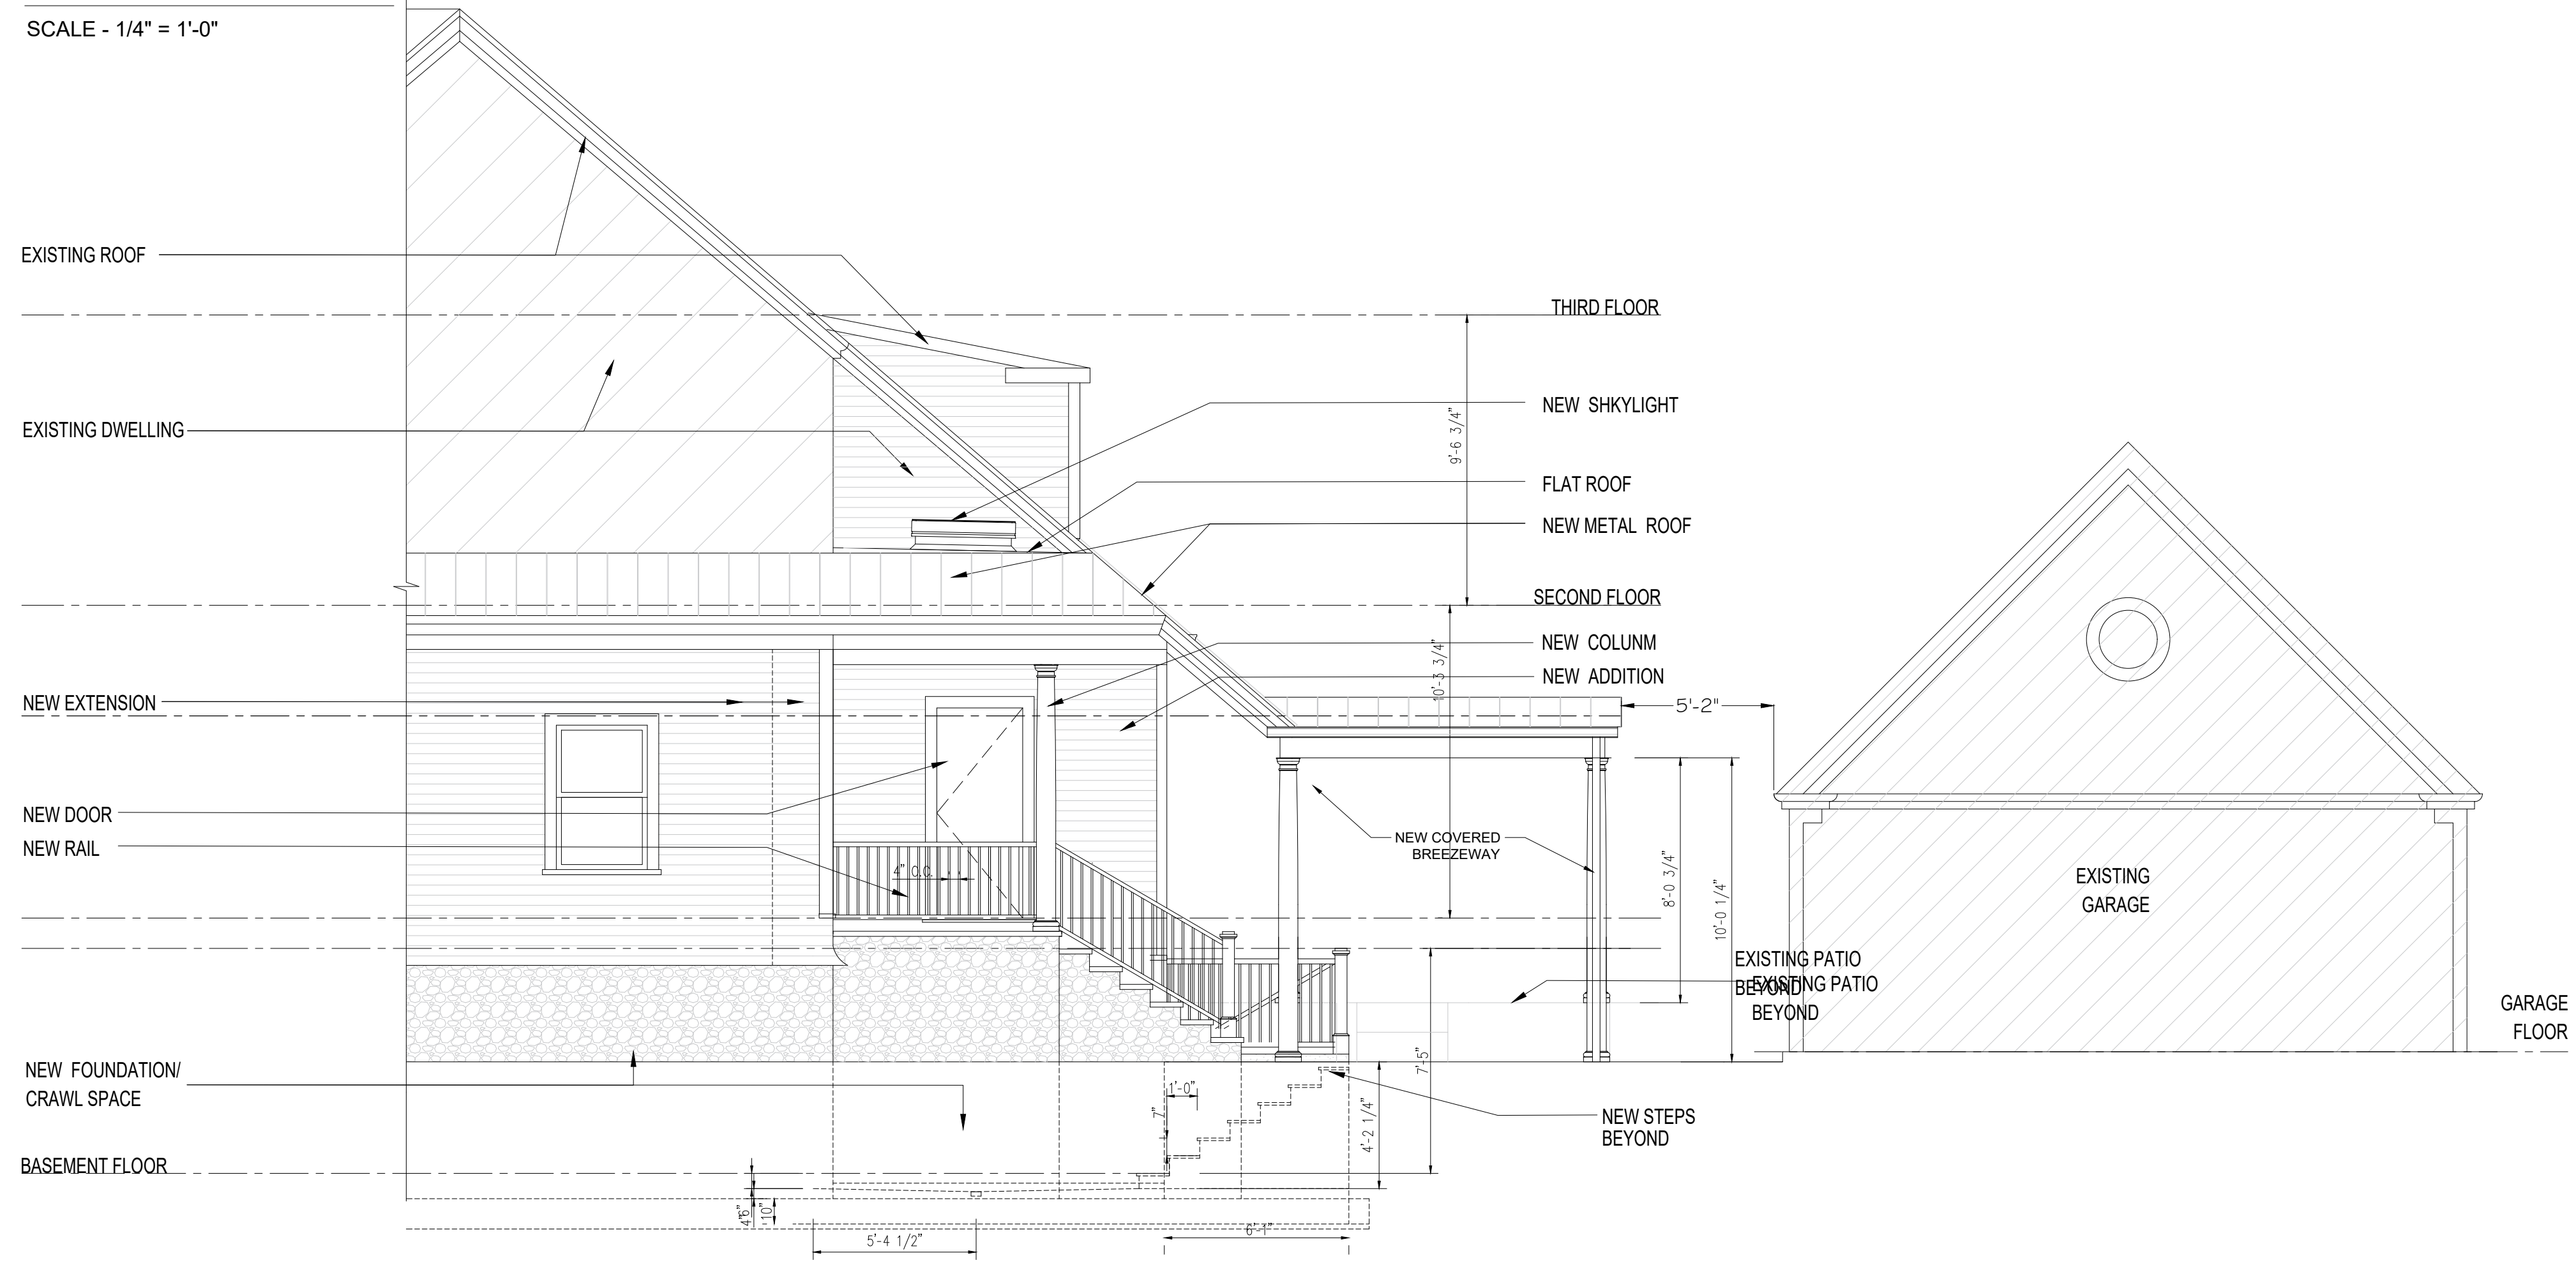 SCALE - 1/4" = 1'-0"
EXISTING ROOF
THIRD FLOOR
NEW SHKYLIGHT
9'-6 3/4"
EXISTING DWELLING
FLAT ROOF
NEW METAL ROOF
SECOND FLOOR
NEW COLUNM
10'-3 3/4"
NEW ADDITION
NEW EXTENSION
5'-2"
NEW DOOR
NEW RAIL
NEW COVERED
BREEZEWAY
4" O.C.
8'-0 3/4"
10'-0 1/4"
EXISTING
GARAGE
EXISTING PATIO
BEYOND
EXISTING PATIO
BEYOND
GARAGE
FLOOR
NEW FOUNDATION/
CRAWL SPACE
7'-5"
1'-0"
7"
4'-2 1/4"
NEW STEPS
BEYOND
BASEMENT FLOOR
4"
6"
10"
5'-4 1/2"
6'-1"